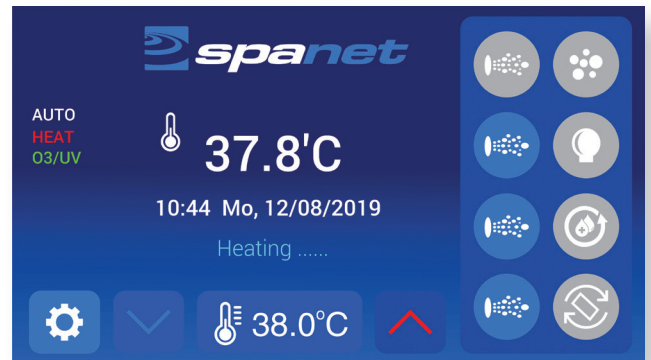 spanet
AUTO
HEAT
O3/UV
37.8'C
10:44 Mo, 12/08/2019
Heating ......
38.0°C